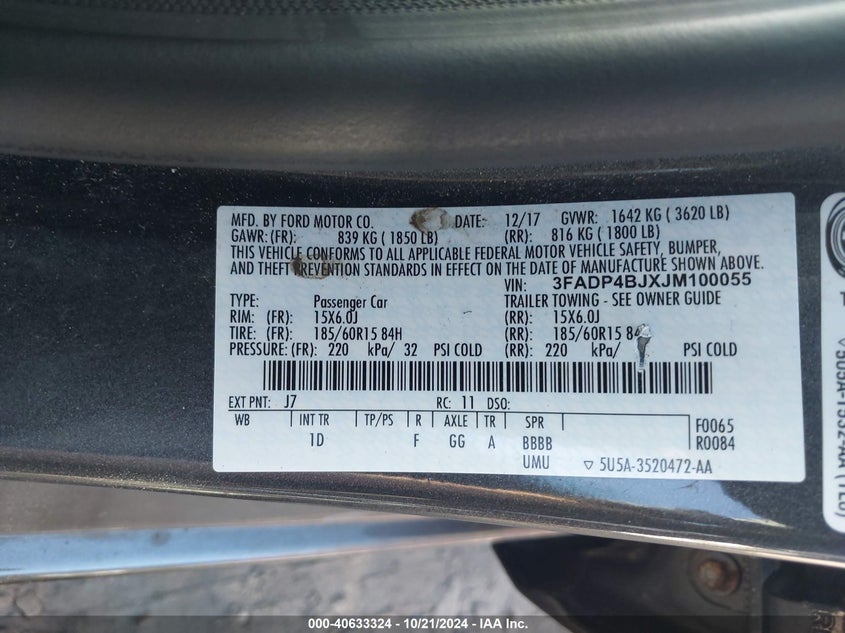 MFD. BY FORD MOTOR CO. DATE: 12/17 GVWR: 1642 KG ( 3620 LB)
GAWR:(FR): 839 KG ( 1850 LB) (RR): 816 KG ( 1800 LB)
THIS VEHICLE CONFORMS TO ALL APPLICABLE FEDERAL MOTOR VEHICLE SAFETY, BUMPER,
AND THEFT PREVENTION STANDARDS IN EFFECT ON THE DATE OF MANUFACTURE SHOWN ABOVE.
VIN: 3FADP4BJXJM100055
TYPE: Passenger Car TRAILER TOWING - SEE OWNER GUIDE
RIM: (FR): 15X6.0J (RR): 15X6.0J
TIRE: (FR): 185/60R15 84H (RR): 185/60R15
PRESSURE:(FR): 220 kPa/ 32 PSI COLD (RR): 220 kPa/ PSI COLD
EXT PNT: J7 RC: 11 DSO:
WB INT TR TP/PS R AXLE TR SPR F0065
1D F GG A BBBB R0084
UMU ▽ 5U5A-3520472-AA
000-40633324 - 10/21/2024 - IAA Inc.